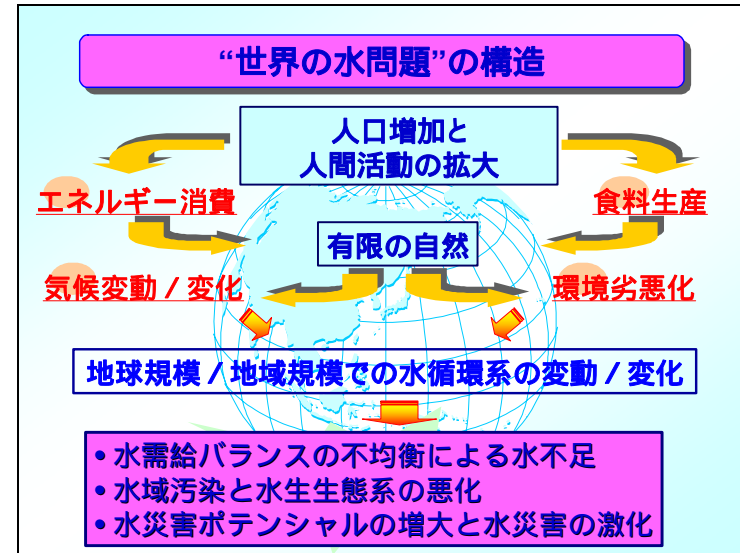 “世界の水問題”の構造
人口増加と
人間活動の拡大
エネルギー消費
食料生産
有限の自然
気候変動/変化
環境劣悪化
地球規模/地域規模での水循環系の変動/変化
•水需給バランスの不均衡による水不足
•水域汚染と水生生態系の悪化
•水災害ポテンシャルの増大と水災害の激化